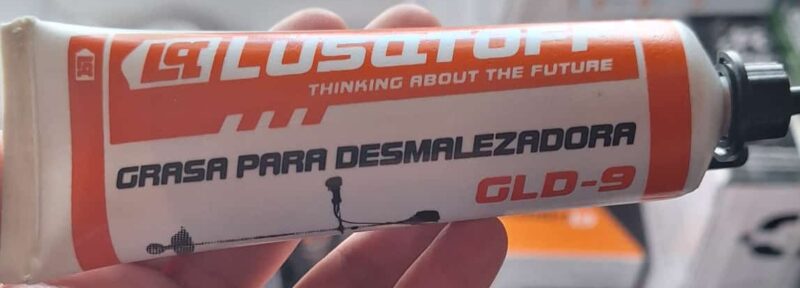 LUSQTOFF
THINKING ABOUT THE FUTURE
GRASA PARA DESMALEZADORA
GLD-9